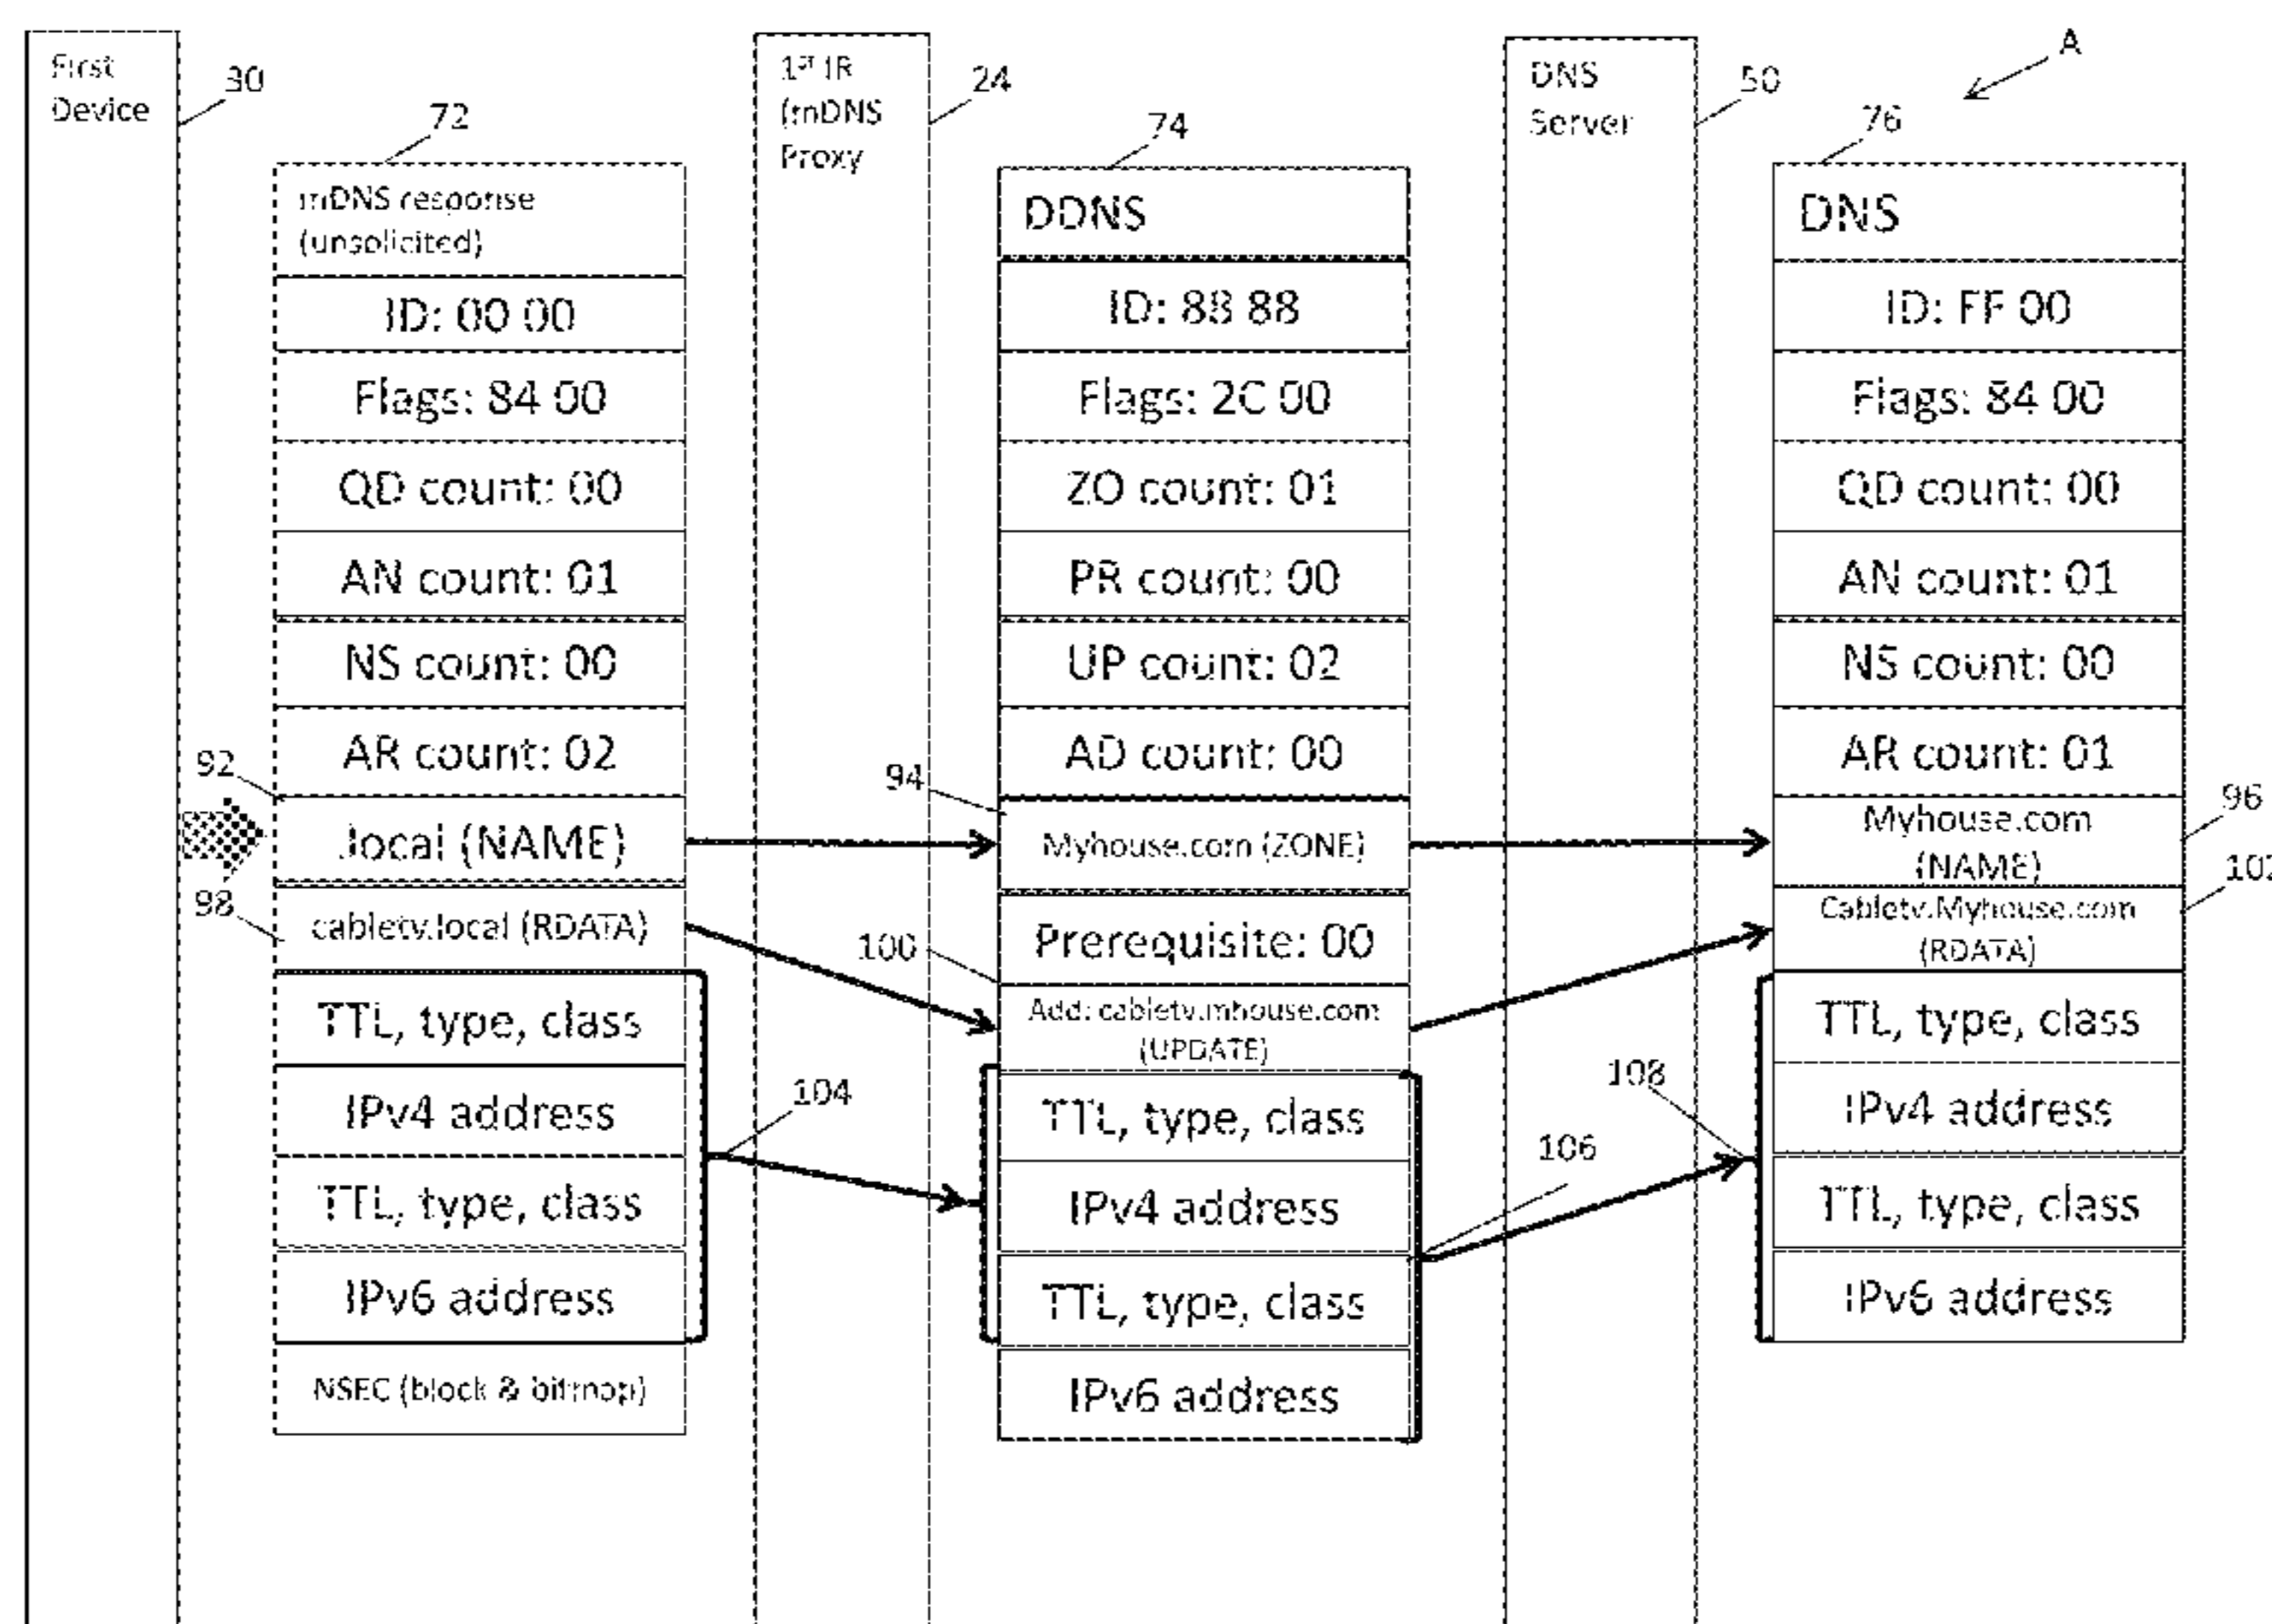 First
Device
30
72
mDNS response
(unsolicited)
ID: 00 00
Flags: 84 00
QD count: 00
AN count: 01
NS count: 00
AR count: 02
92
.local (NAME)
98
cabletv.local (RDATA)
TTL, type, class
IPv4 address
TTL, type, class
IPv6 address
NSEC (block & bitmap)
104
1st IR
(mDNS
Proxy
24
74
DDNS
ID: 88 88
Flags: 2C 00
ZO count: 01
PR count: 00
UP count: 02
AD count: 00
94
Myhouse.com (ZONE)
Prerequisite: 00
100
Add: cabletv.mhouse.com
(UPDATE)
TTL, type, class
IPv4 address
TTL, type, class
IPv6 address
106
DNS
Server
50
A
76
DNS
ID: FF 00
Flags: 84 00
QD count: 00
AN count: 01
NS count: 00
AR count: 01
Myhouse.com
(NAME)
96
Cabletv.Myhouse.com
(RDATA)
102
108
TTL, type, class
IPv4 address
TTL, type, class
IPv6 address